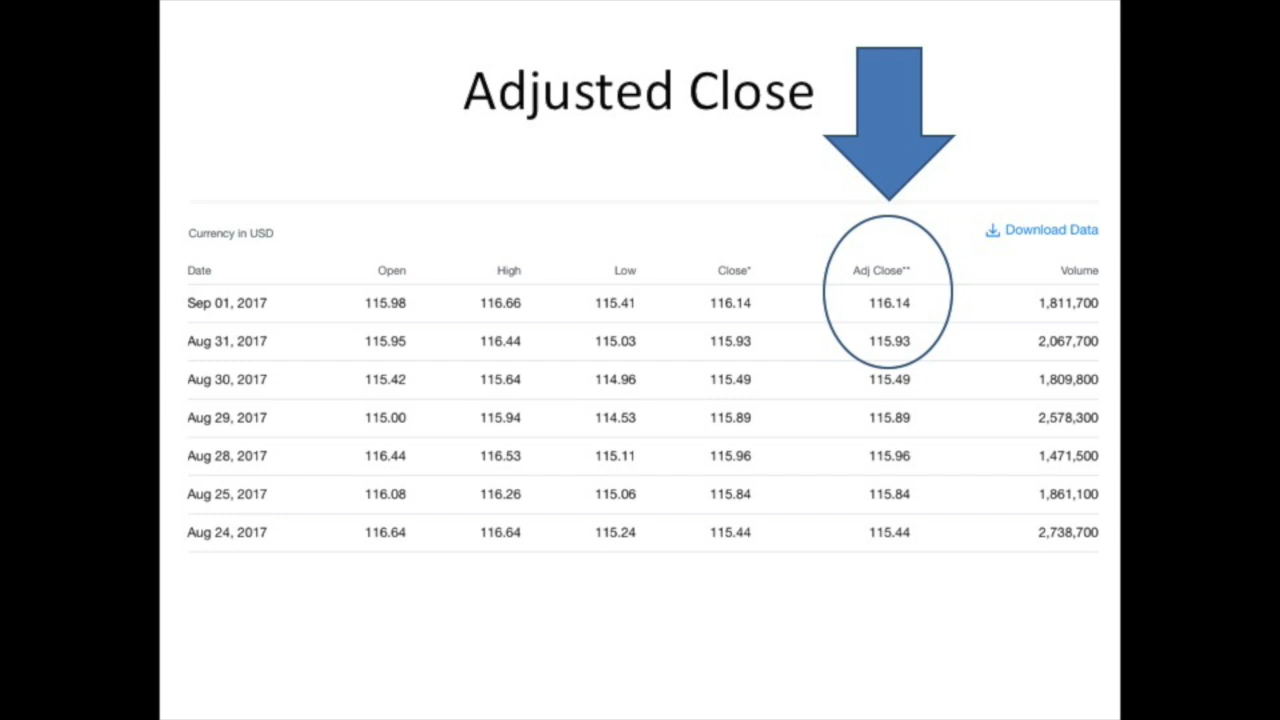 Adjusted Close
Currency in USD Download Data
Date Open High Low Close* Adj Close** Volume
Sep 01, 2017 115.98 116.66 115.41 116.14 116.14 1,811,700
Aug 31, 2017 115.95 116.44 115.03 115.93 115.93 2,067,700
Aug 30, 2017 115.42 115.64 114.96 115.49 115.49 1,809,800
Aug 29, 2017 115.00 115.94 114.53 115.89 115.89 2,578,300
Aug 28, 2017 116.44 116.53 115.11 115.96 115.96 1,471,500
Aug 25, 2017 116.08 116.26 115.06 115.84 115.84 1,861,100
Aug 24, 2017 116.64 116.64 115.24 115.44 115.44 2,738,700